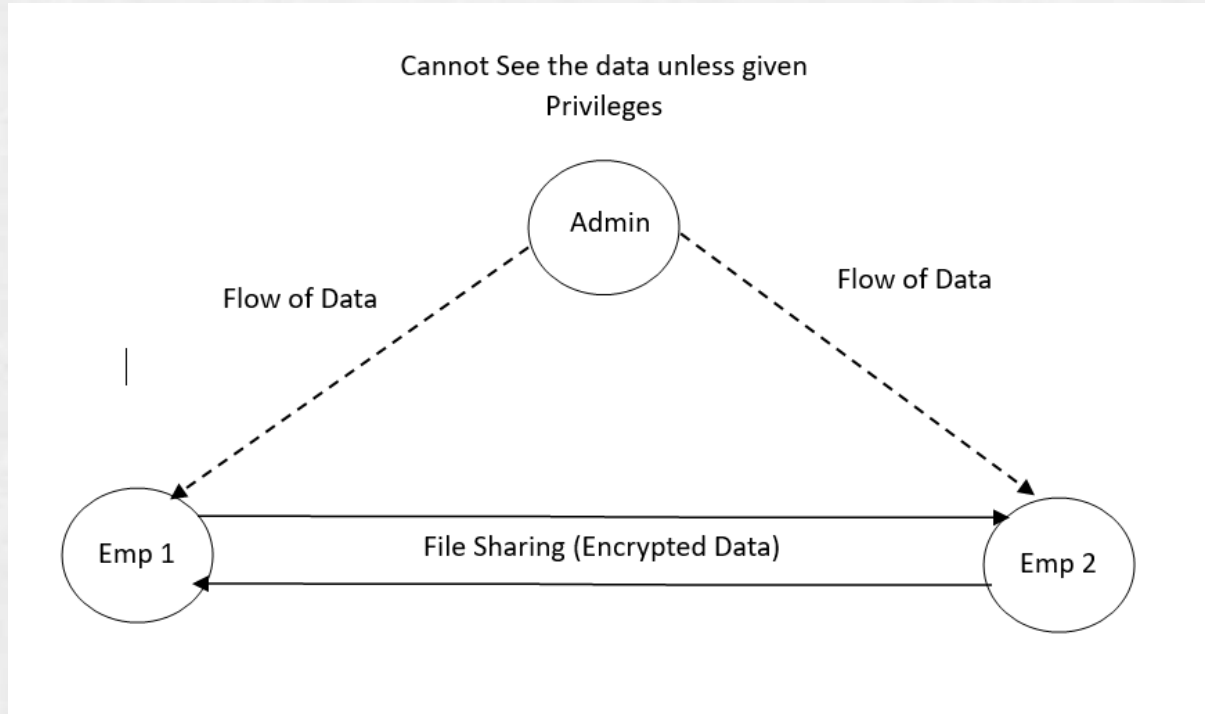 Cannot See the data unless given
Privileges
Admin
Flow of Data
Flow of Data
Emp 1
File Sharing (Encrypted Data)
Emp 2